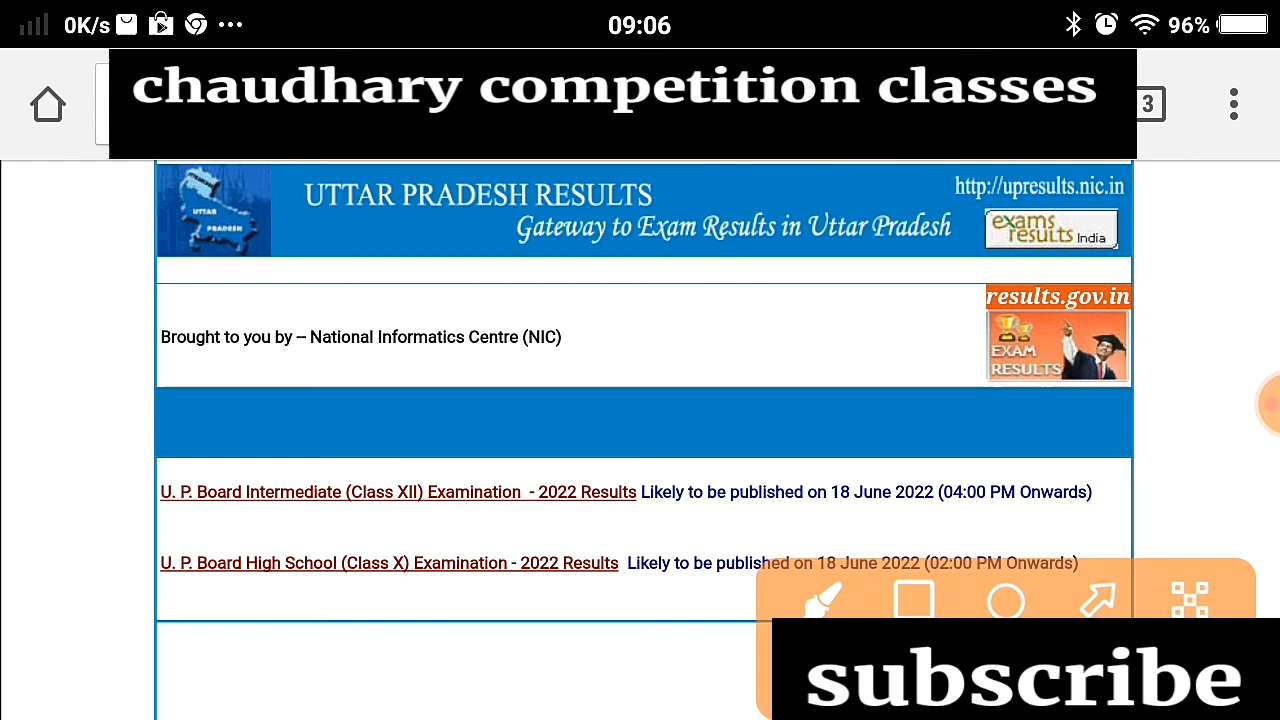 0K/s
09:06
96%
chaudhary competition classes
3
UTTAR PRADESH
UTTAR PRADESH RESULTS
Gateway to Exam Results in Uttar Pradesh
http://upresults.nic.in
exams results India
results.gov.in
Brought to you by -- National Informatics Centre (NIC)
EXAM
RESULTS
U. P. Board Intermediate (Class XII) Examination - 2022 Results Likely to be published on 18 June 2022 (04:00 PM Onwards)
U. P. Board High School (Class X) Examination - 2022 Results Likely to be published on 18 June 2022 (02:00 PM Onwards)
subscribe